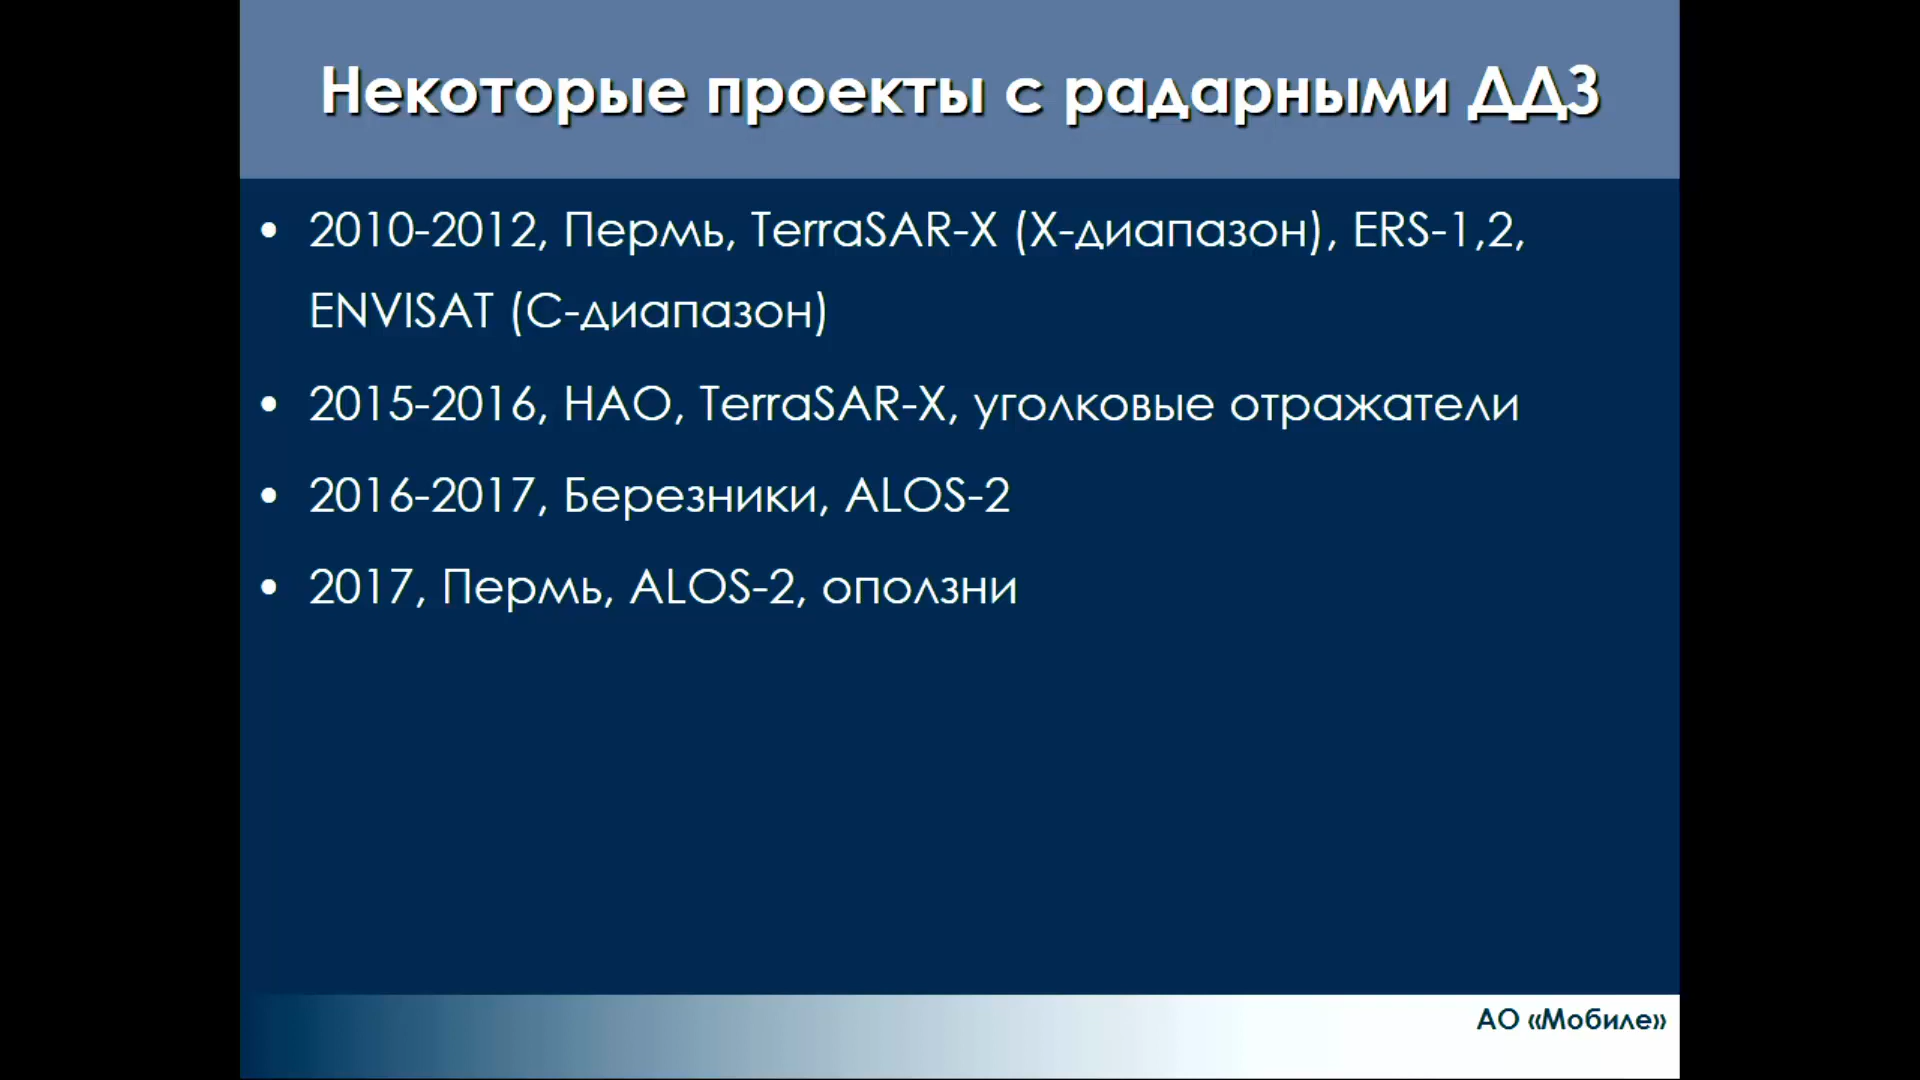 Некоторые проекты с радарными ДДЗ
• 2010-2012, Пермь, TerraSAR-X (X-диапазон), ERS-1,2,
ENVISAT (C-диапазон)
• 2015-2016, НАО, TerraSAR-X, уголковые отражатели
• 2016-2017, Березники, ALOS-2
• 2017, Пермь, ALOS-2, оползни
АО «Мобиле»